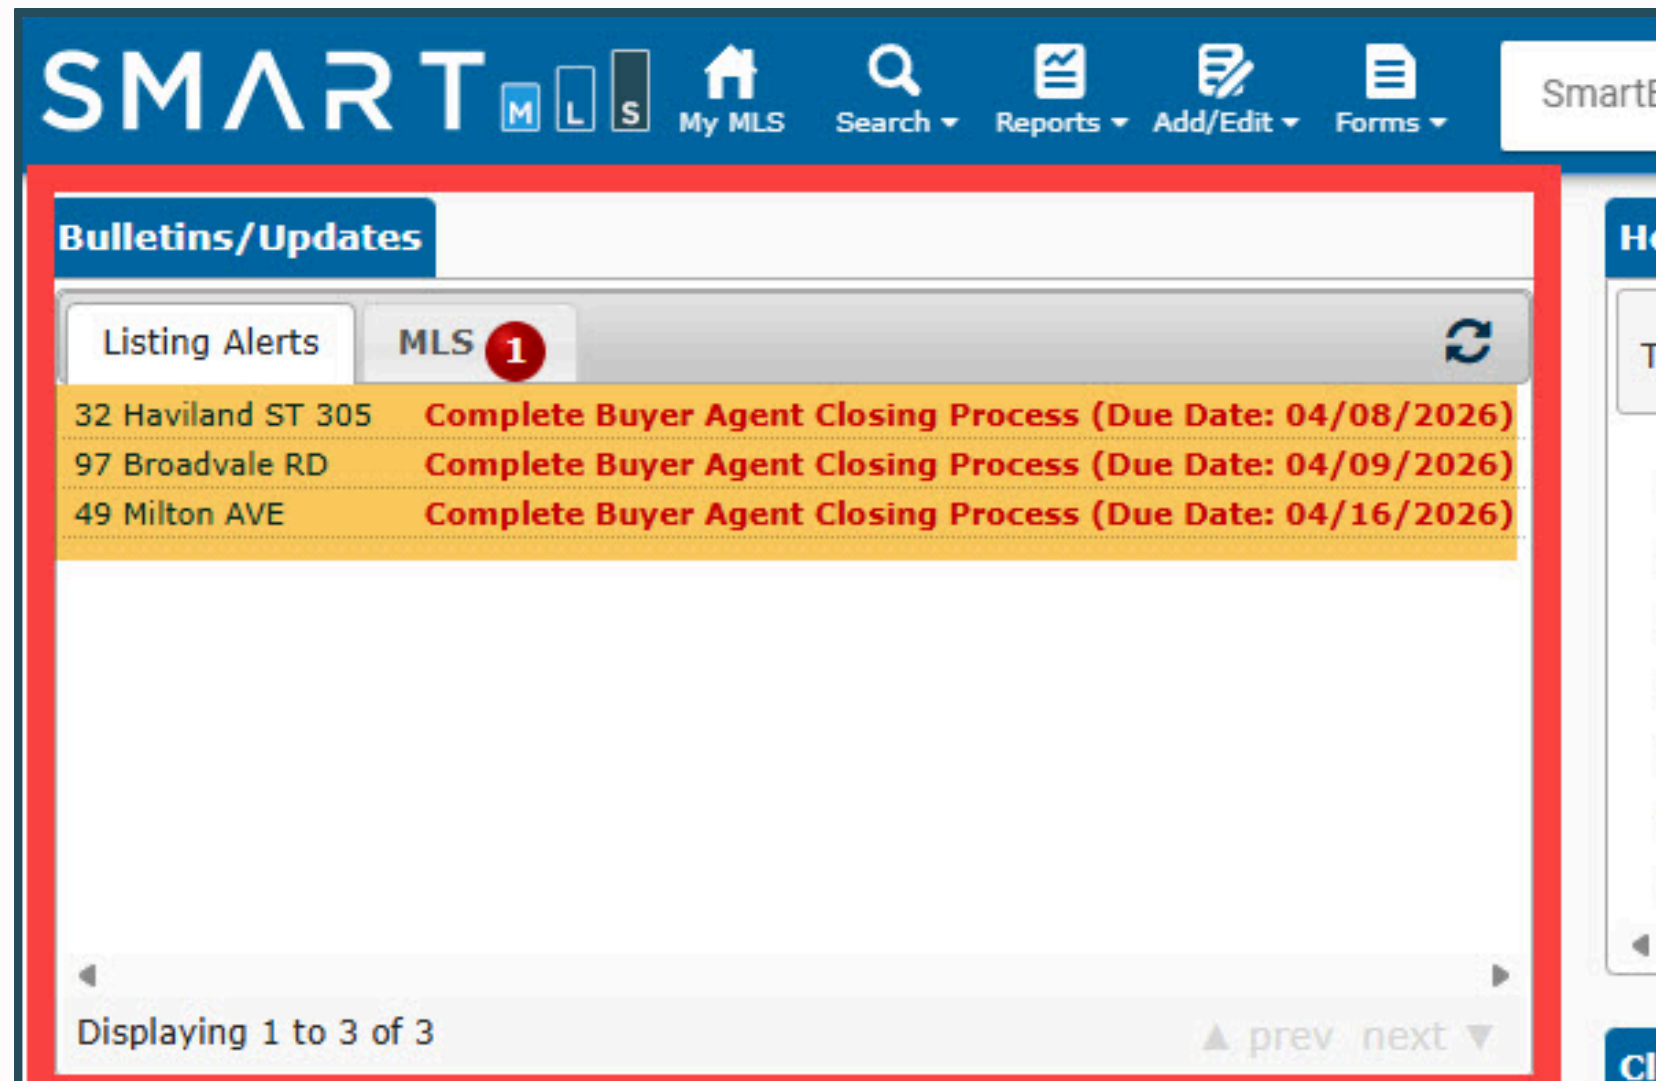 SMART MLS
My MLS
Search
Reports
Add/Edit
Forms
Bulletins/Updates
Listing Alerts
MLS 1
32 Haviland ST 305 Complete Buyer Agent Closing Process (Due Date: 04/08/2026)
97 Broadvale RD Complete Buyer Agent Closing Process (Due Date: 04/09/2026)
49 Milton AVE Complete Buyer Agent Closing Process (Due Date: 04/16/2026)
Displaying 1 to 3 of 3
prev next